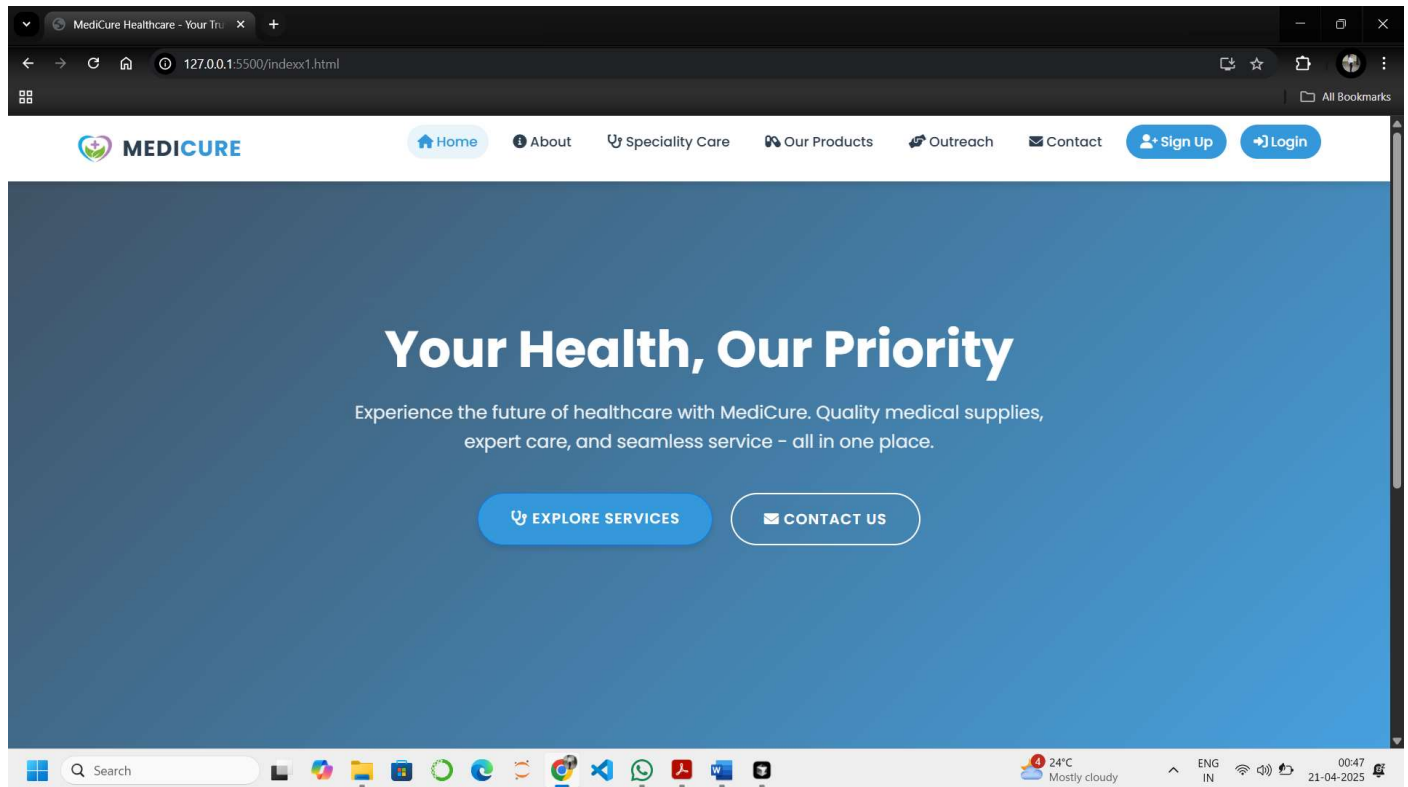 MediCure Healthcare - Your Tru
127.0.0.1:5500/indexx1.html
All Bookmarks
MEDICURE
Home
About
Speciality Care
Our Products
Outreach
Contact
Sign Up
Login
Your Health, Our Priority
Experience the future of healthcare with MediCure. Quality medical supplies,
expert care, and seamless service - all in one place.
EXPLORE SERVICES
CONTACT US
Search
4
24°C
Mostly cloudy
ENG
IN
00:47
21-04-2025